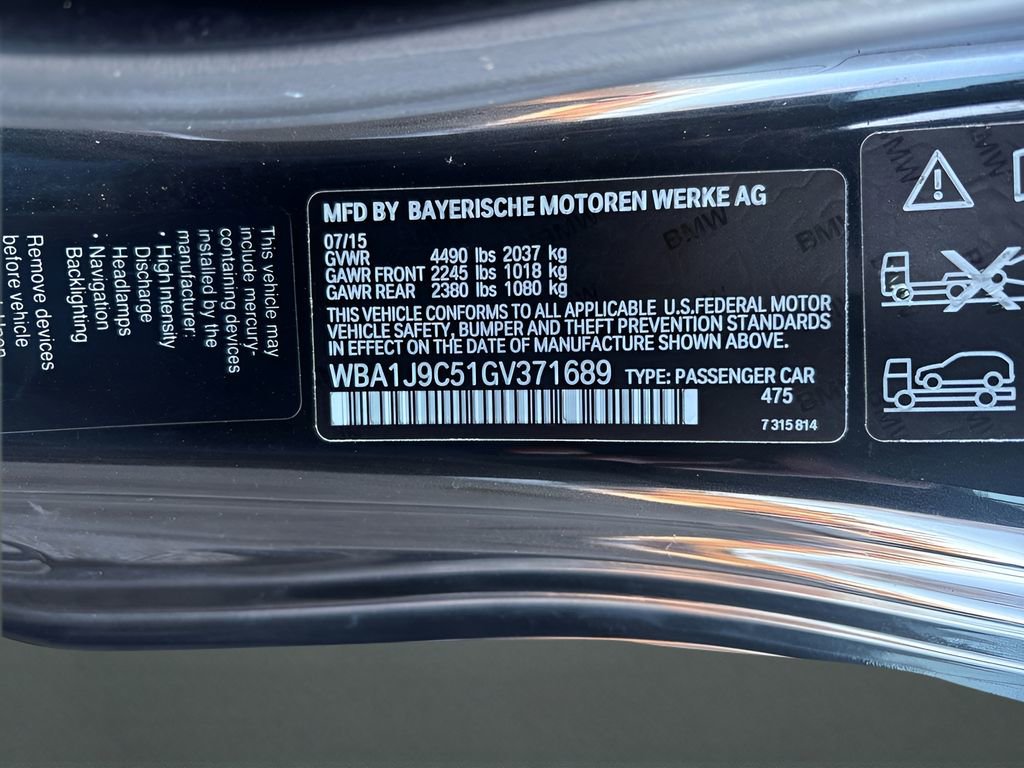 MFD BY BAYERISCHE MOTOREN WERKE AG
07/15
GVWR 4490 lbs 2037 kg
GAWR FRONT 2245 lbs 1018 kg
GAWR REAR 2380 lbs 1080 kg
THIS VEHICLE CONFORMS TO ALL APPLICABLE U.S.FEDERAL MOTOR
VEHICLE SAFETY, BUMPER AND THEFT PREVENTION STANDARDS
IN EFFECT ON THE DATE OF MANUFACTURE SHOWN ABOVE.
WBA1J9C51GV371689 TYPE: PASSENGER CAR
475
7 315 814
This vehicle may
include mercury-
containing devices
installed by the
manufacturer:
• High Intensity
Discharge
Headlamps
• Navigation
Backlighting
Remove devices
before vehicle
BMW
BMW
BMW